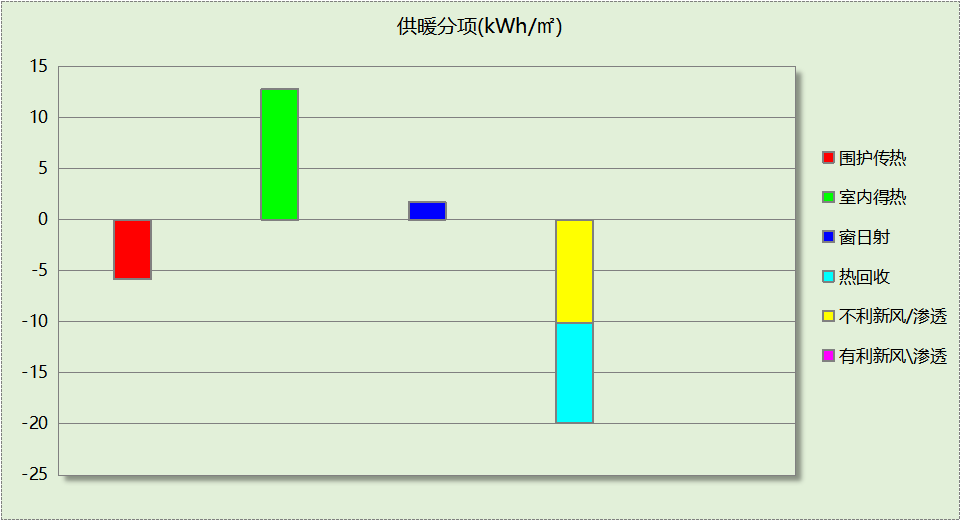 供暖分项(kWh/㎡)
15
10
5
0
-5
-10
-15
-20
-25
围护传热
室内得热
窗日射
热回收
不利新风/渗透
有利新风\渗透